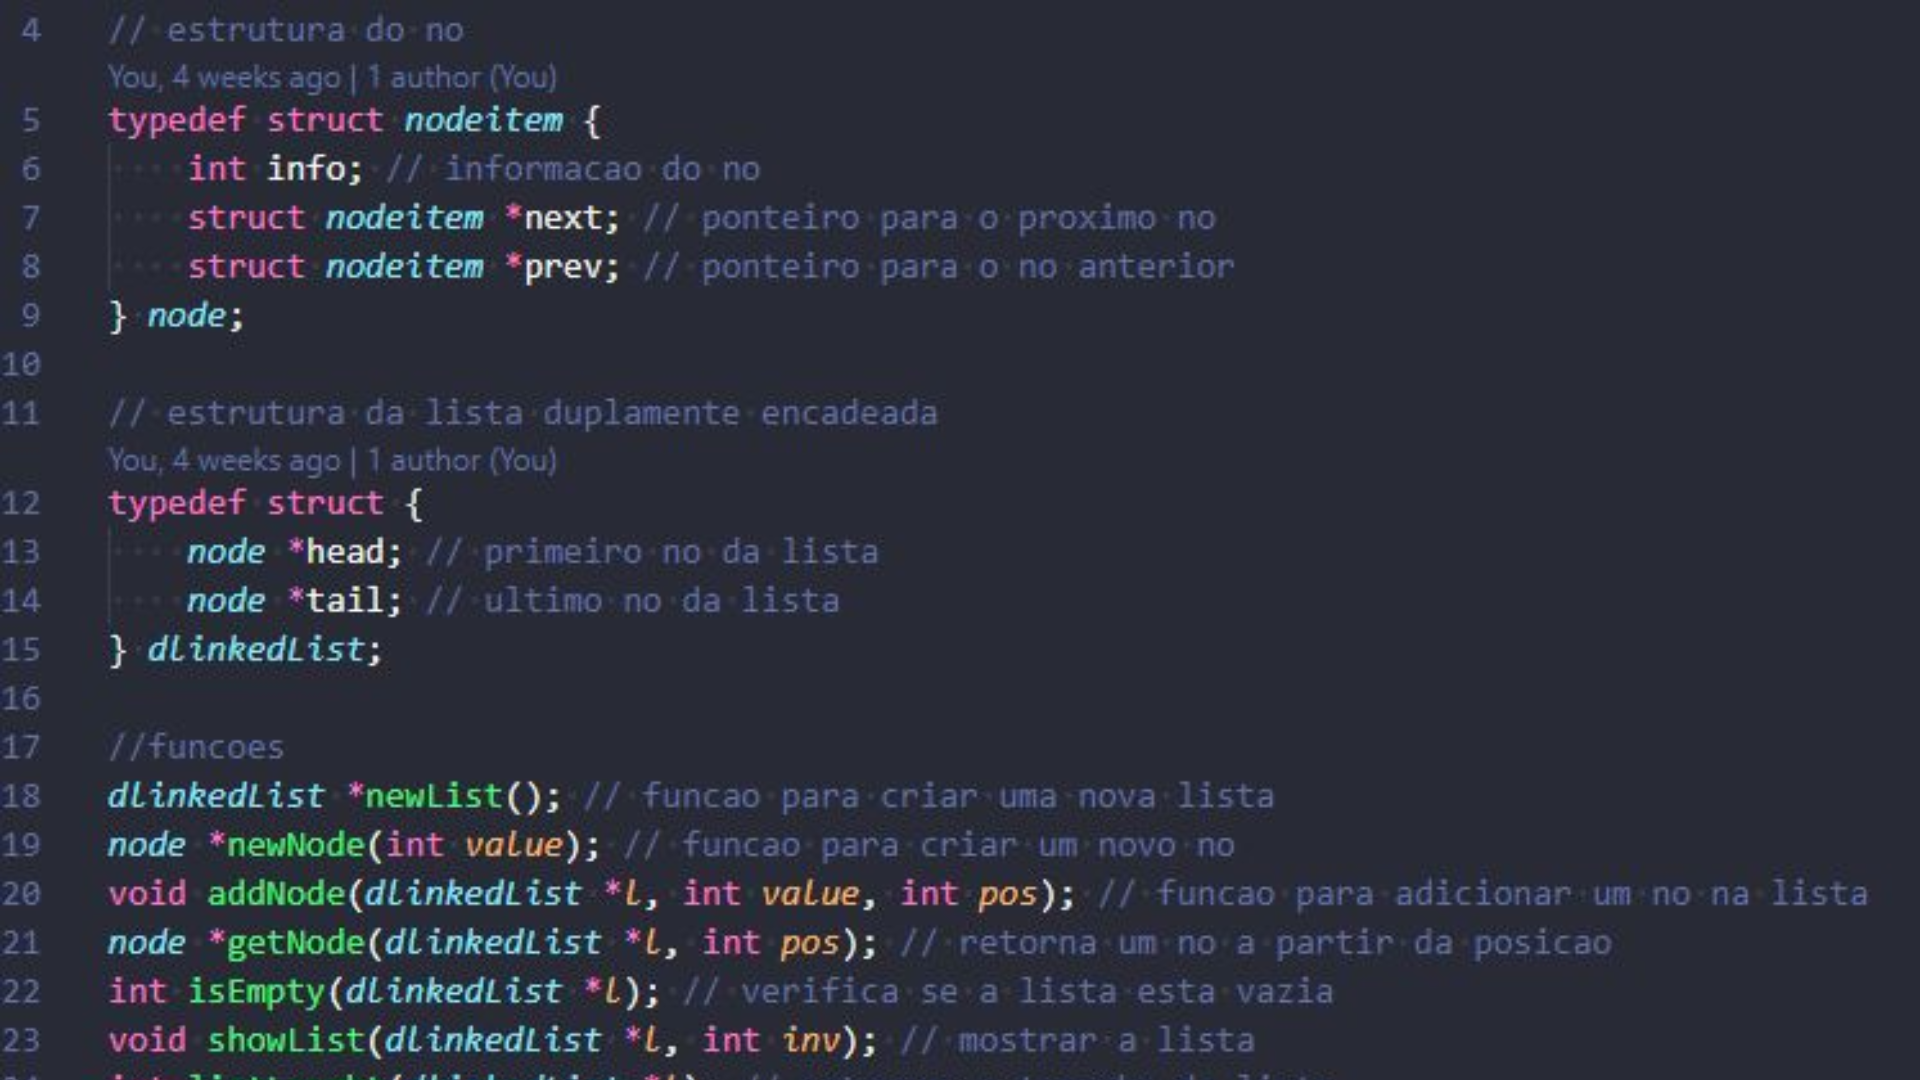 4 // estrutura do no
You, 4 weeks ago | 1 author (You)
5 typedef struct nodeitem {
6     int info; // informacao do no
7     struct nodeitem *next; // ponteiro para o proximo no
8     struct nodeitem *prev; // ponteiro para o no anterior
9 } node;
10
11 // estrutura da lista duplamente encadeada
You, 4 weeks ago | 1 author (You)
12 typedef struct {
13     node *head; // primeiro no da lista
14     node *tail; // ultimo no da lista
15 } dlinkedList;
16
17 //funcoes
18 dlinkedList *newList(); // funcao para criar uma nova lista
19 node *newNode(int value); // funcao para criar um novo no
20 void addNode(dlinkedList *l, int value, int pos); // funcao para adicionar um no na lista
21 node *getNode(dlinkedList *l, int pos); // retorna um no a partir da posicao
22 int isEmpty(dlinkedList *l); // verifica se a lista esta vazia
23 void showList(dlinkedList *l, int inv); // mostrar a lista